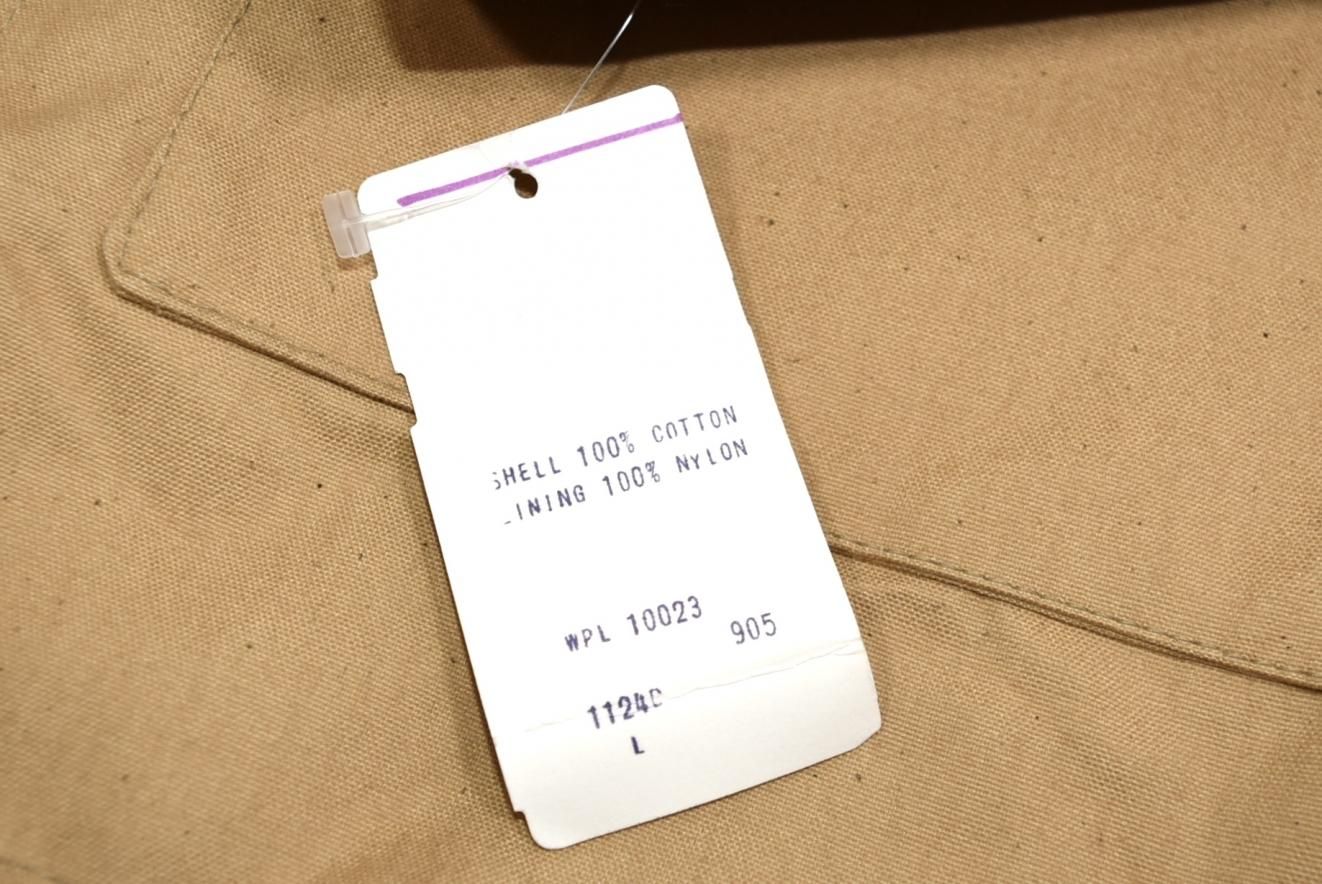 SHELL 100% COTTON
LINING 100% NYLON
WPL 10023
905
1124C
L